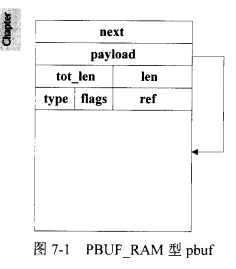 Chapter
next
payload
tot_len len
type flags ref
图 7-1 PBUF_RAM 型 pbuf